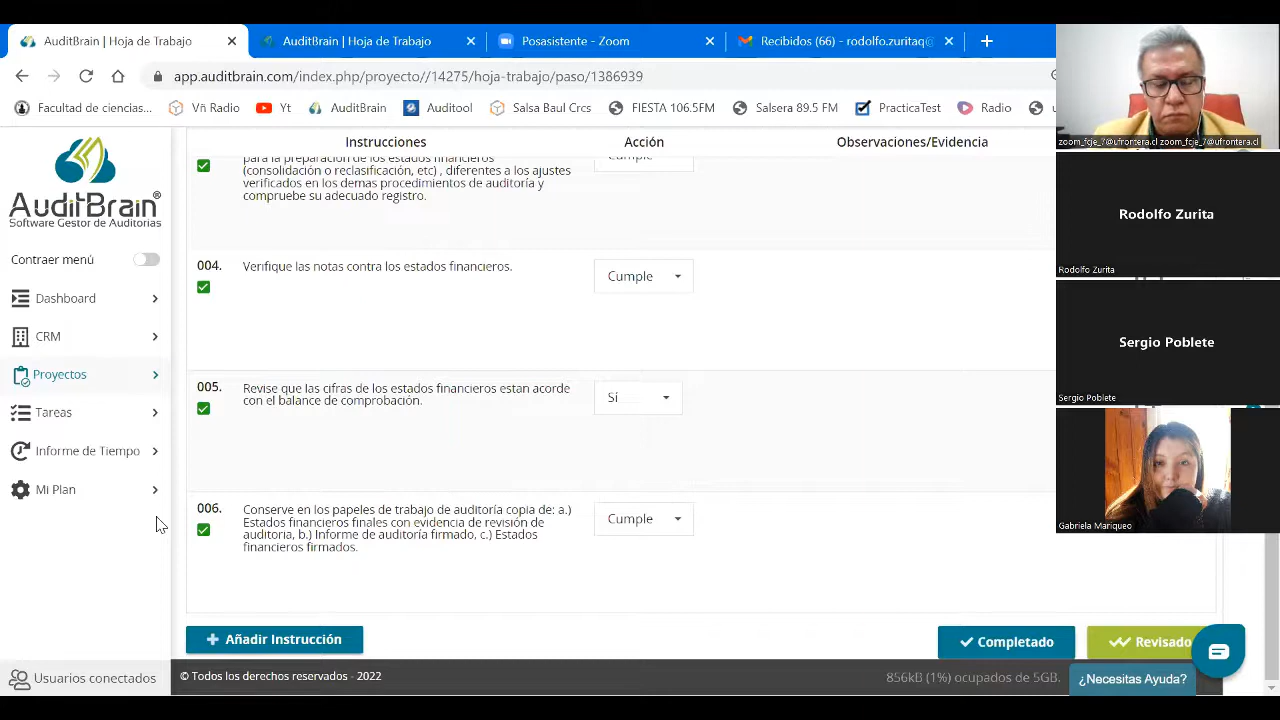 AuditBrain | Hoja de Trabajo
AuditBrain | Hoja de Trabajo
Posasistente - Zoom
Recibidos (66) - rodolfo.zuritaq@
app.auditbrain.com/index.php/proyecto//14275/hoja-trabajo/paso/1386939
Facultad de ciencias...
Vñ Radio
Yt
AuditBrain
Auditool
Salsa Baul Crcs
FIESTA 106.5FM
Salsera 89.5 FM
PracticaTest
Radio
zoom_fcje_7@ufrontera.cl zoom_fcje_7@ufrontera.cl
AuditBrain®
Software Gestor de Auditorias
Contraer menú
Dashboard
CRM
Proyectos
Tareas
Informe de Tiempo
Mi Plan
Usuarios conectados
Instrucciones
Acción
Observaciones/Evidencia
para la preparación de los estados financieros
(consolidación o reclasificación, etc) , diferentes a los ajustes
verificados en los demas procedimientos de auditoría y
compruebe su adecuado registro.
Cumple
004.
Verifique las notas contra los estados financieros.
Cumple
005.
Revise que las cifras de los estados financieros estan acorde
con el balance de comprobación.
Sí
006.
Conserve en los papeles de trabajo de auditoría copia de: a.)
Estados financieros finales con evidencia de revisión de
auditoria, b.) Informe de auditoría firmado, c.) Estados
financieros firmados.
Cumple
Añadir Instrucción
Completado
Revisado
© Todos los derechos reservados - 2022
856kB (1%) ocupados de 5GB.
¿Necesitas Ayuda?
Rodolfo Zurita
Rodolfo Zurita
Sergio Poblete
Sergio Poblete
Gabriela Mariqueo